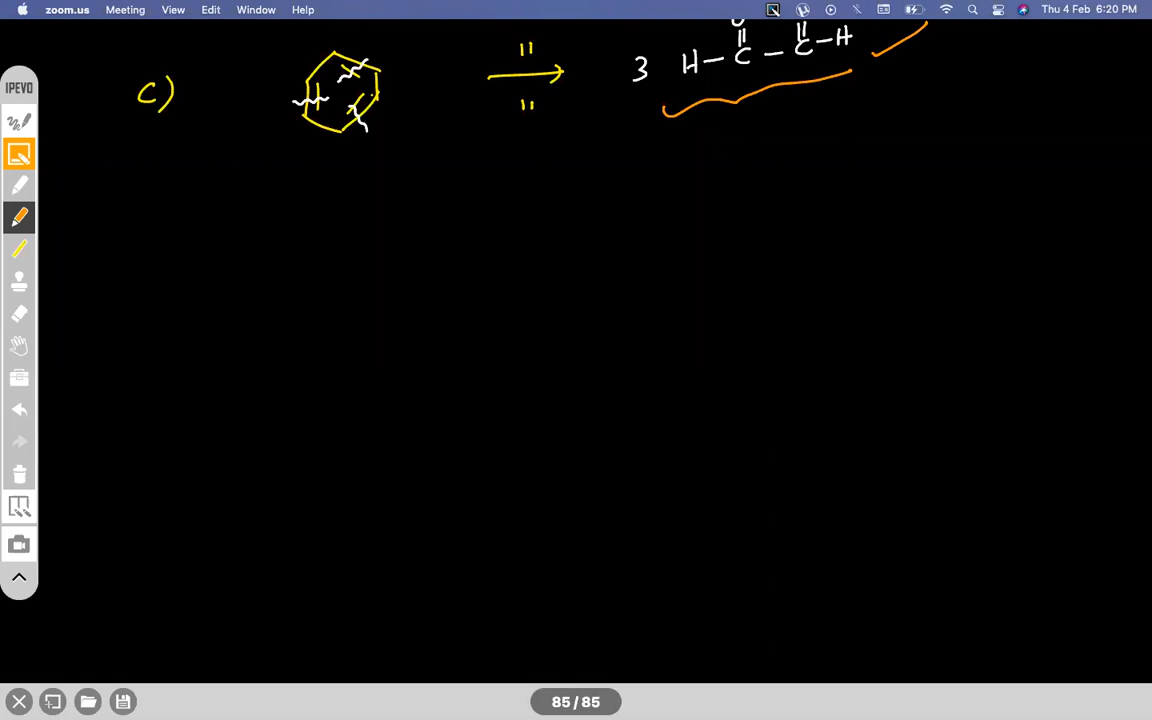 zoom.us Meeting View Edit Window Help Thu 4 Feb 6:20 PM
IPEVO
C) " 3 H-C-C-H
"
85/85